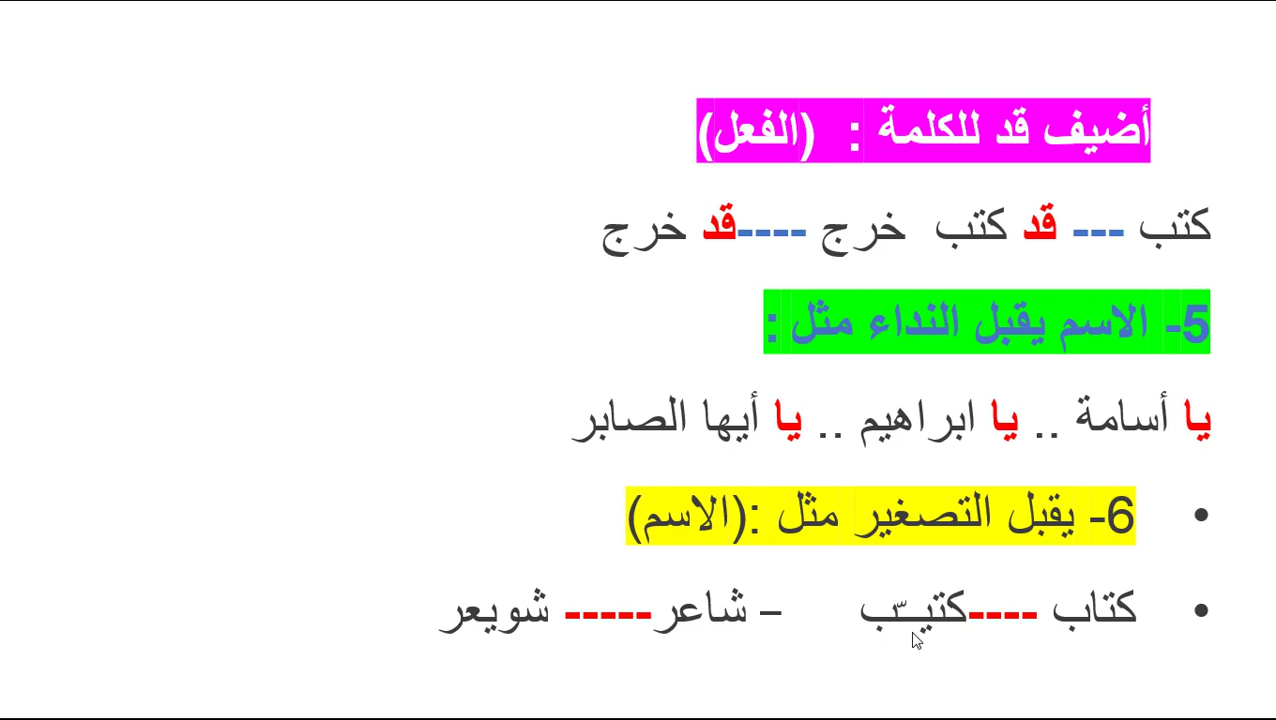 أضيف قد للكلمة : (الفعل)
كتب --- قد كتب خرج ----قد خرج
5- الاسم يقبل النداء مثل :
يا أسامة .. يا ابراهيم .. يا أيها الصابر
• 6- يقبل التصغير مثل :(الاسم)
• كتاب ----كتيـّب – شاعر-----شويعر